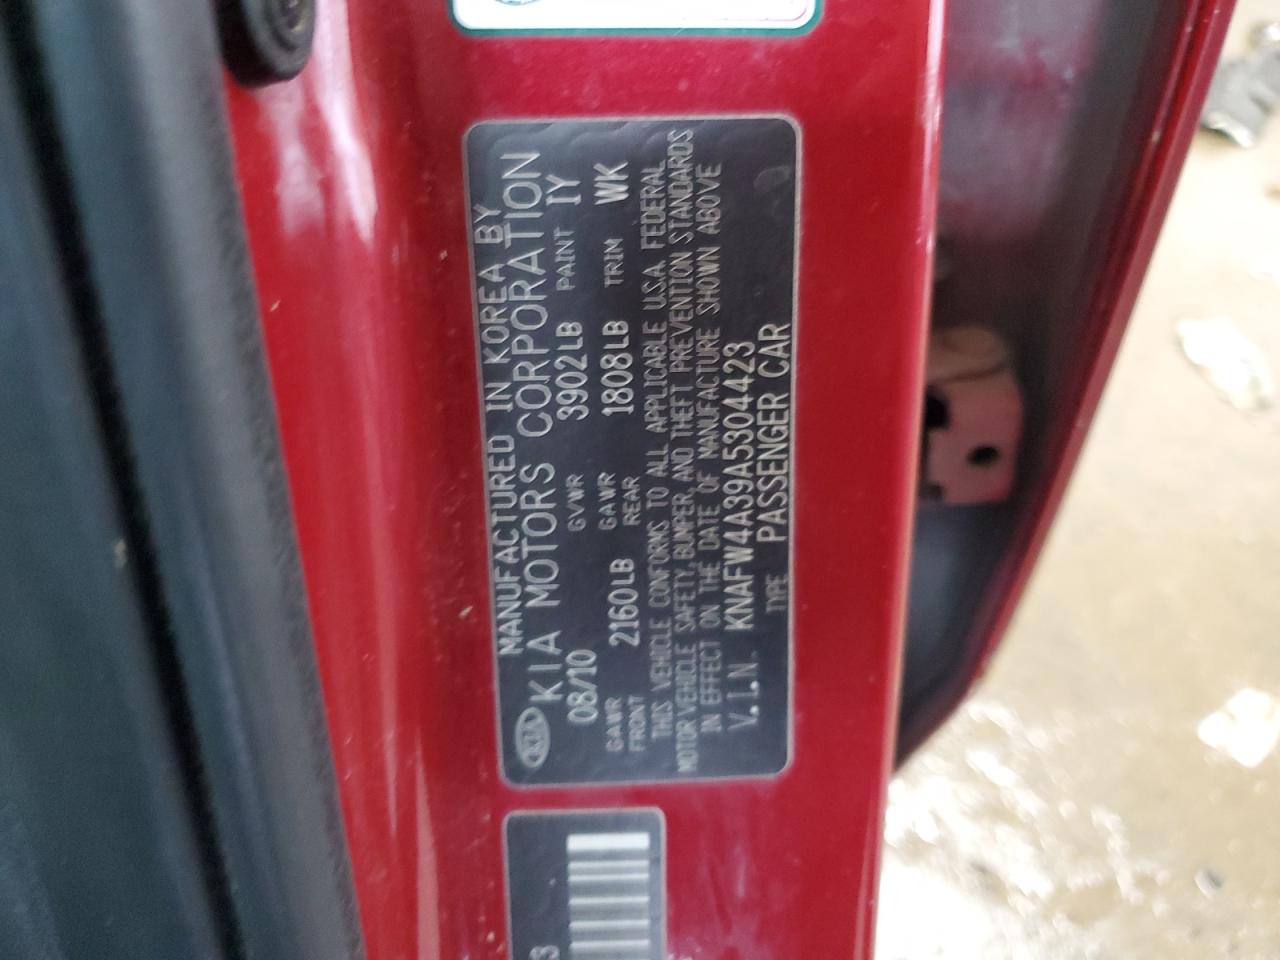 MANUFACTURED IN KOREA BY
KIA KIA MOTORS CORPORATION
08/10 GVWR 3902LB PAINT IY
GAWR FRONT 2160LB GAWR REAR 1808LB TRIM WK
THIS VEHICLE CONFORMS TO ALL APPLICABLE U.S.A. FEDERAL
MOTOR VEHICLE SAFETY, BUMPER, AND THEFT PREVENTION STANDARDS
IN EFFECT ON THE DATE OF MANUFACTURE SHOWN ABOVE
V.I.N. KNAFW4A39A5304423
TYPE PASSENGER CAR
3